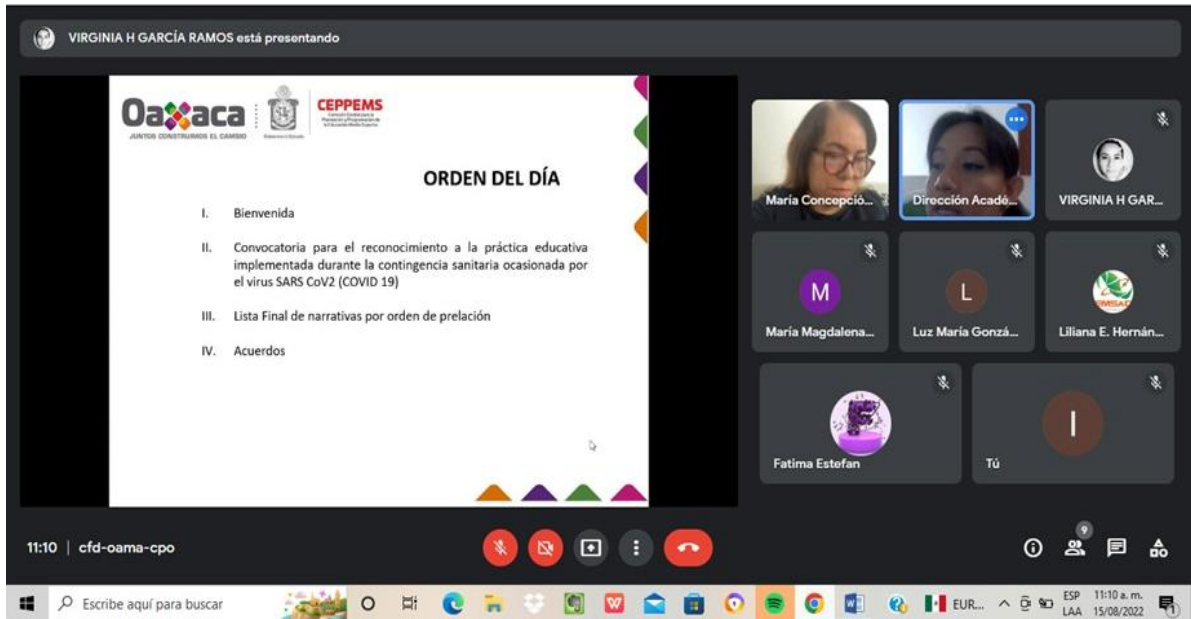 VIRGINIA H GARCÍA RAMOS está presentando
Oaxaca
JUNTOS CONSTRUIMOS EL CAMBIO
CEPPEMS
ORDEN DEL DÍA
I. Bienvenida
II. Convocatoria para el reconocimiento a la práctica educativa
implementada durante la contingencia sanitaria ocasionada por
el virus SARS CoV2 (COVID 19)
III. Lista Final de narrativas por orden de prelación
IV. Acuerdos
María Concepció...
Dirección Acadé...
VIRGINIA H GAR...
M
María Magdalena...
L
Luz María Gonzá...
EMSAD
Liliana E. Hernán...
F
Fatima Estefan
I
Tú
11:10 | cfd-oama-cpo
9
Escribe aquí para buscar
W
EUR...
ESP
LAA
11:10 a. m.
15/08/2022
1